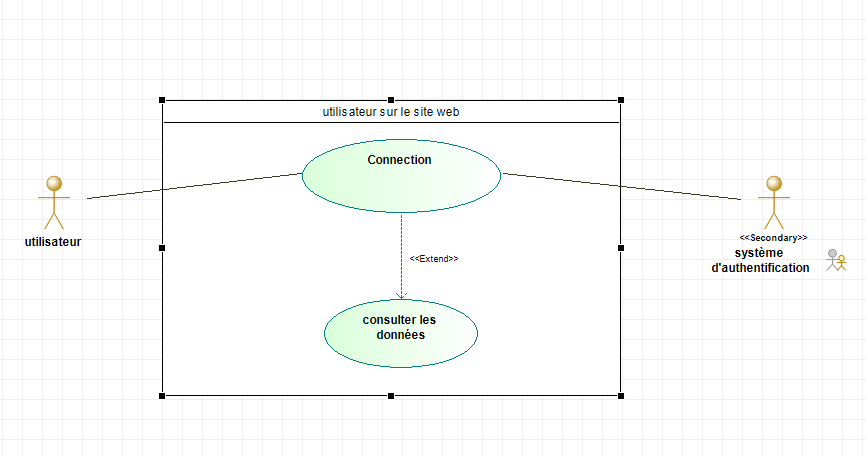 utilisateur sur le site web
Connection
utilisateur
<<Secondary>>
système
d'authentification
<<Extend>>
consulter les
données